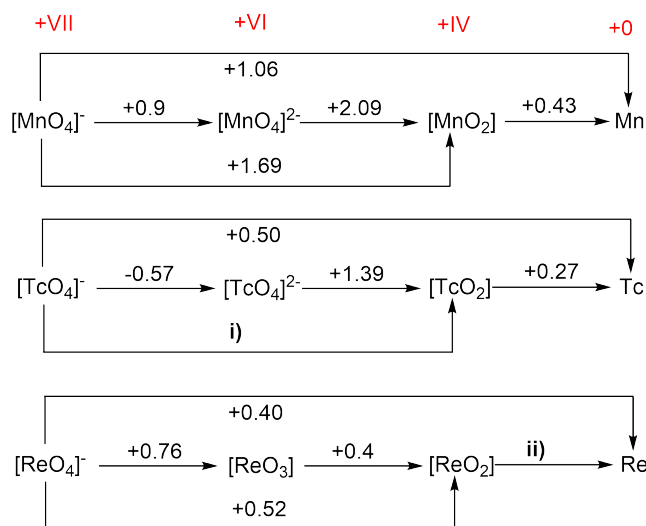 +VII +VI +IV +0
+1.06
+0.9 +2.09 +0.43
[MnO4]- [MnO4]2- [MnO2] Mn
+1.69
+0.50
-0.57 +1.39 +0.27
[TcO4]- [TcO4]2- [TcO2] Tc
i)
+0.40
+0.76 +0.4 ii)
[ReO4]- [ReO3] [ReO2] Re
+0.52